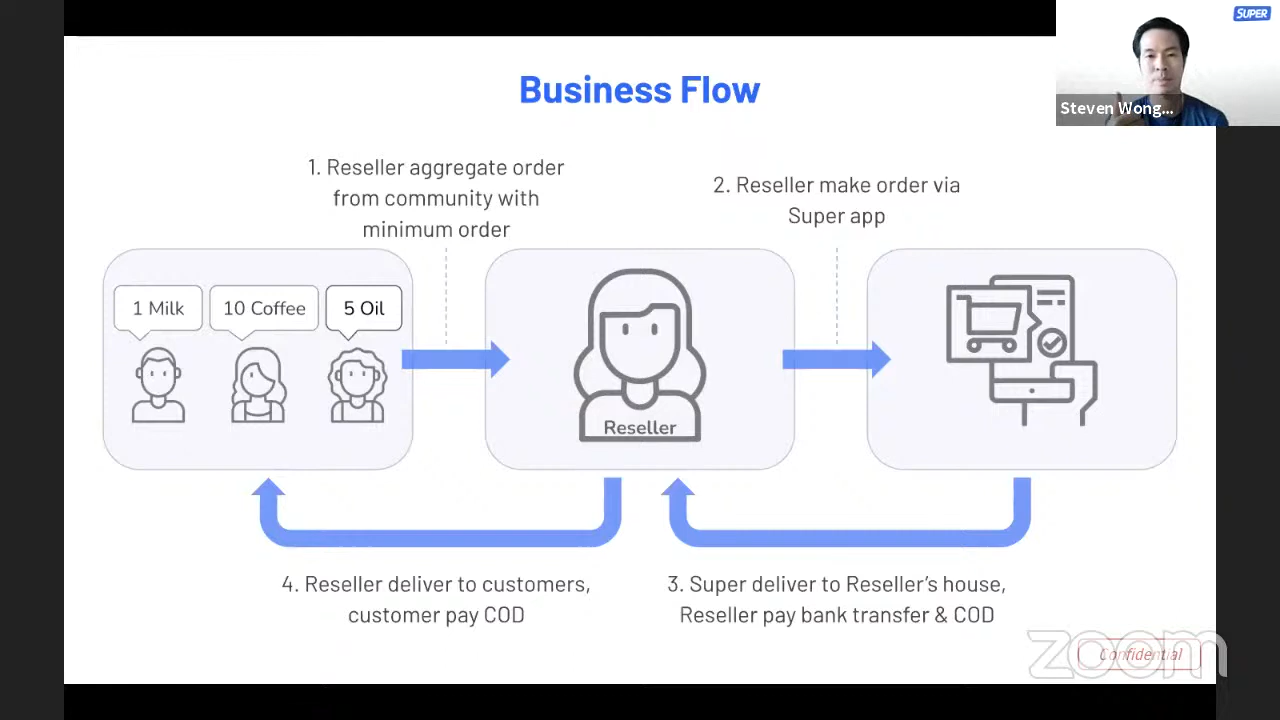 SUPER
Steven Wong...
Business Flow
1. Reseller aggregate order
from community with
minimum order
2. Reseller make order via
Super app
1 Milk
10 Coffee
5 Oil
Reseller
4. Reseller deliver to customers,
customer pay COD
3. Super deliver to Reseller's house,
Reseller pay bank transfer & COD
Confidential
zoom